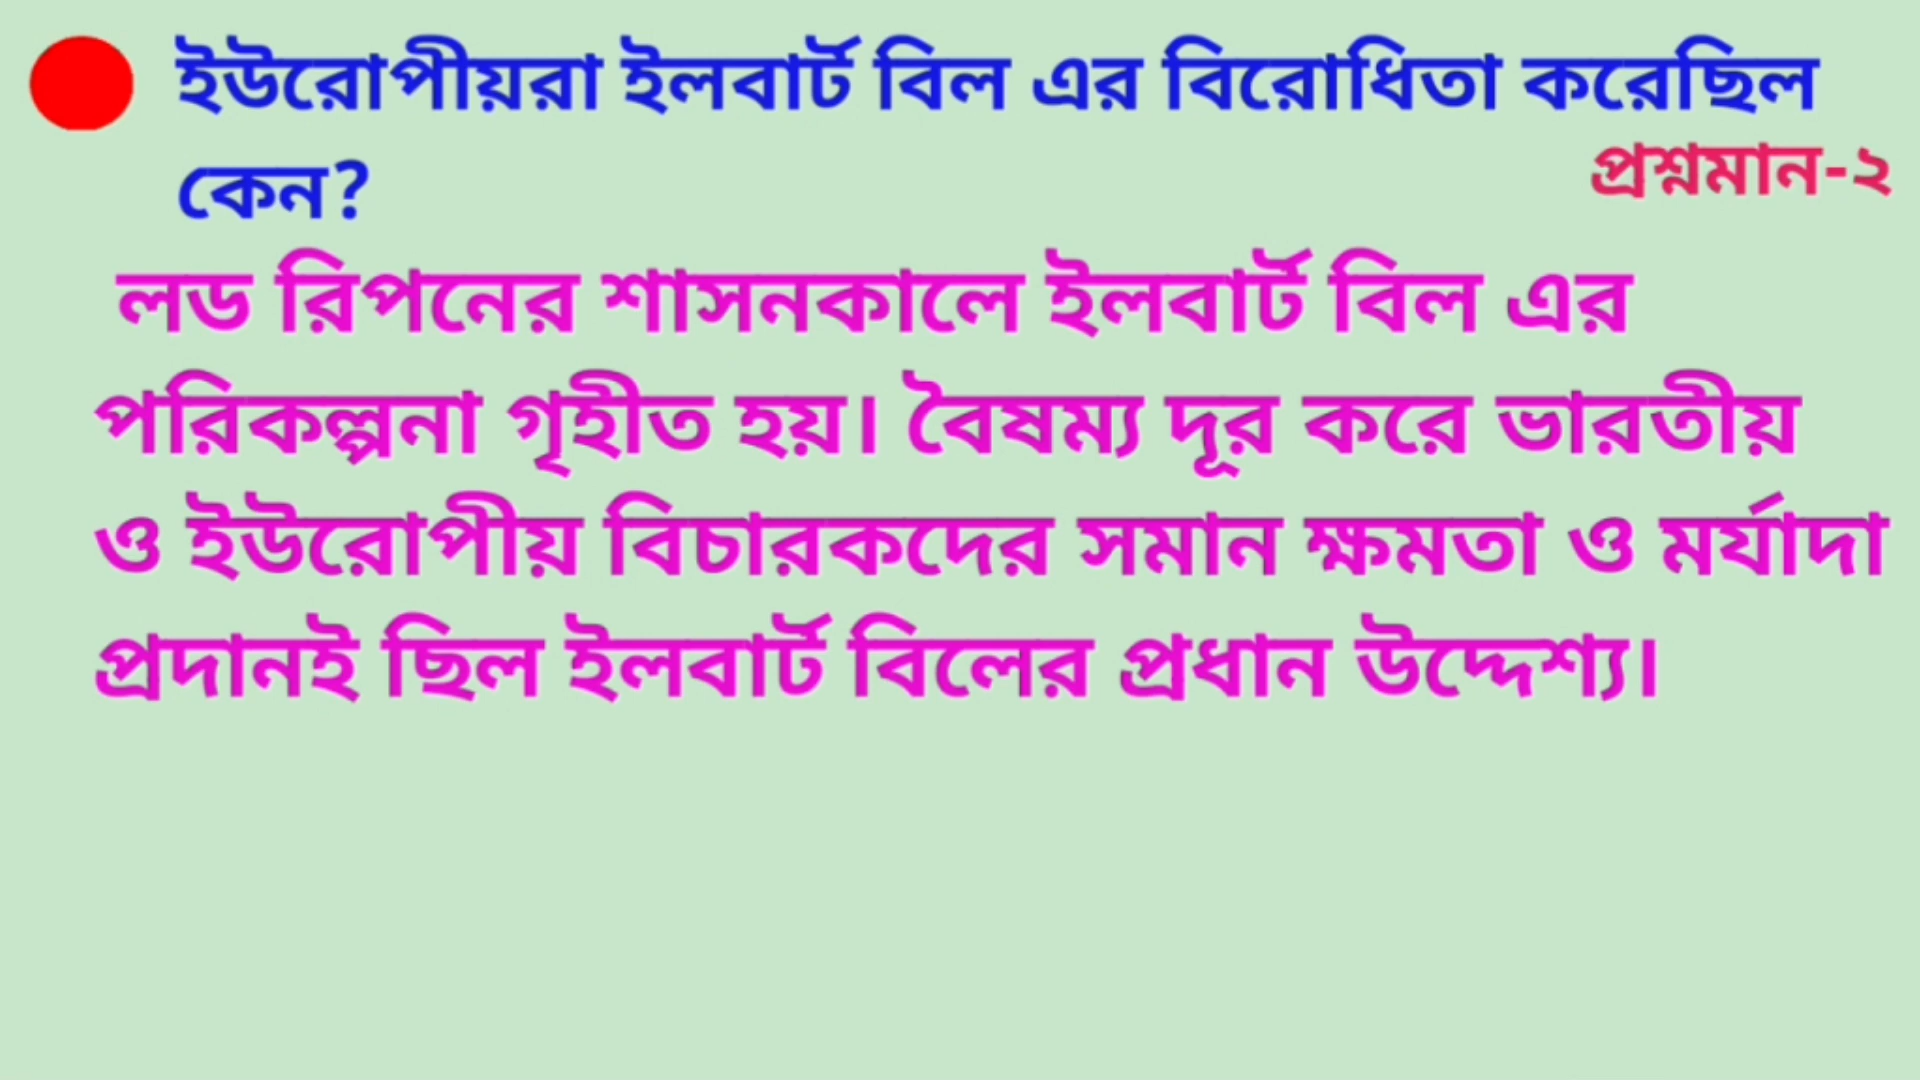 ইউরোপীয়রা ইলবার্ট বিল এর বিরোধিতা করেছিল
কেন?
প্রশ্নমান-২
লড রিপনের শাসনকালে ইলবার্ট বিল এর
পরিকল্পনা গৃহীত হয়। বৈষম্য দূর করে ভারতীয়
ও ইউরোপীয় বিচারকদের সমান ক্ষমতা ও মর্যাদা
প্রদানই ছিল ইলবার্ট বিলের প্রধান উদ্দেশ্য।